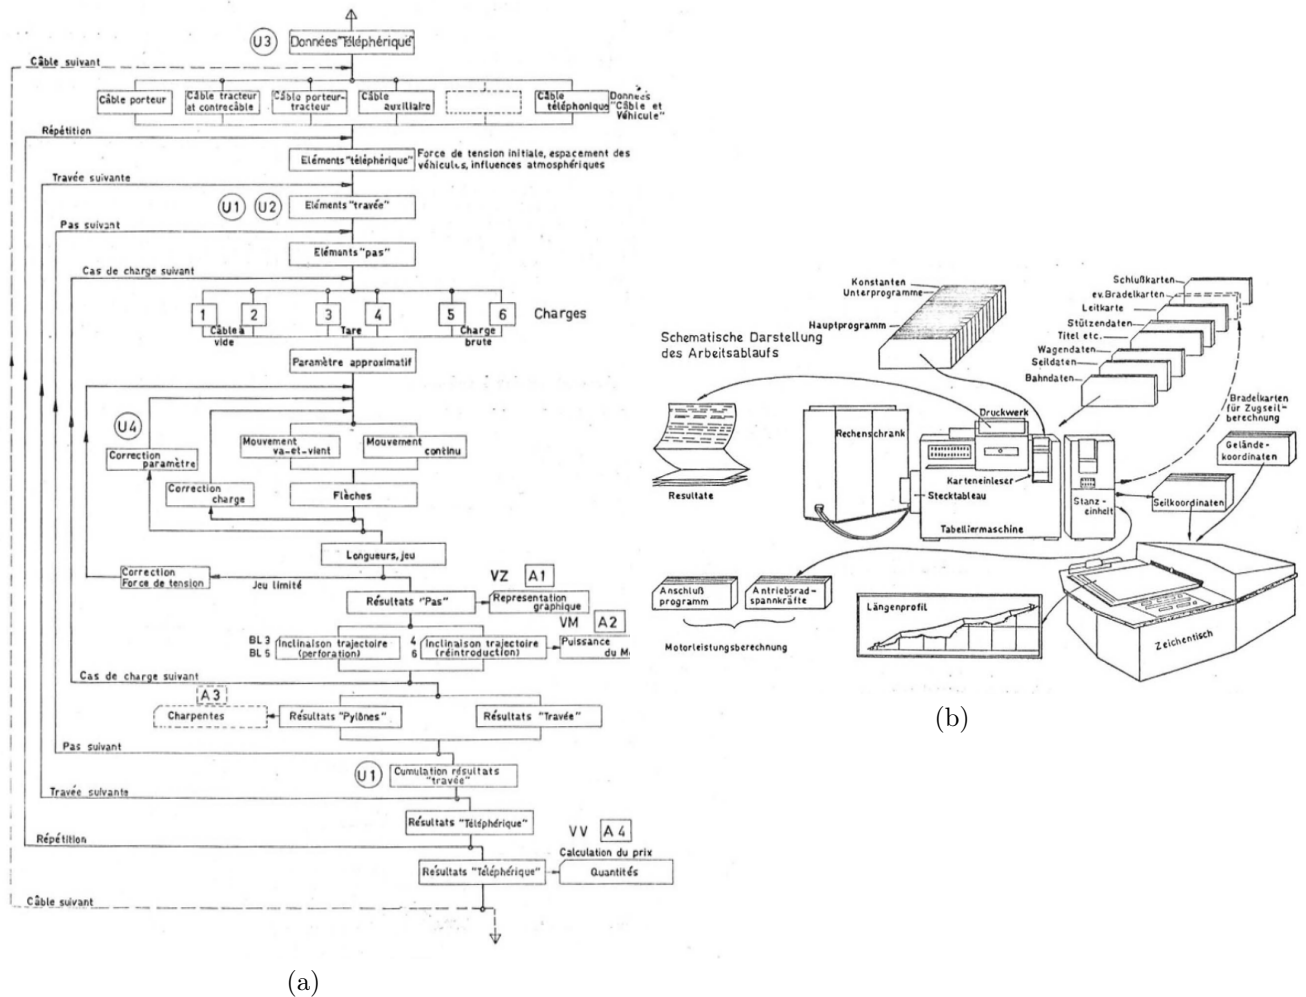 U3
Données "Téléphérique"
Câble suivant
Câble porteur
Câble tracteur
et contrecâble
Câble porteur-
tracteur
Câble
auxiliaire
Câble
téléphonique
Données
"Câble et
Véhicule"
Répétition
Eléments "téléphérique"
Force de tension initiale, espacement des
véhicules, influences atmosphériques
Travée suivante
U1 U2
Eléments "travée"
Pas suivant
Eléments "pas"
Cas de charge suivant
1 2 3 4 5 6
Charges
Câble à
vide
Tare
Charge
brute
Paramètre approximatif
U4
Correction
paramètre
Mouvement
va-et-vient
Mouvement
continu
Correction
charge
Flèches
Longueurs, jeu
Correction
Force de tension
Jeu limité
VZ A1
Résultats "Pas"
Representation
graphique
VM A2
BL 3
BL 5
Inclinaison trajectoire
(perforation)
4
6
Inclinaison trajectoire
(réintroduction)
Puissance
du M
Cas de charge suivant
A3
Charpentes
Résultats "Pylônes"
Résultats "Travée"
Pas suivant
U1
Cumulation résultats
"travée"
Travée suivante
Résultats "Téléphérique"
VV A4
Répétition
Calculation du prix
Résultats "Téléphérique"
Quantités
Câble suivant
(a)
Schematische Darstellung
des Arbeitsablaufs
Konstanten
Unterprogramme
Hauptprogramm
Schlußkarten
ev. Bradelkarten
Leitkarte
Stützendaten
Titel etc.
Wagendaten
Seildaten
Bahndaten
Bradelkarten
für Zugseil-
berechnung
Druckwerk
Rechenschrank
Karteneinleser
Stecktableau
Tabelliermaschine
Stanz-
einheit
Gelände-
koordinaten
Seilkoordinaten
Resultate
Anschluß
programm
Antriebsrad-
spannkräfte
Motorleistungsberechnung
Längenprofil
Zeichentisch
(b)